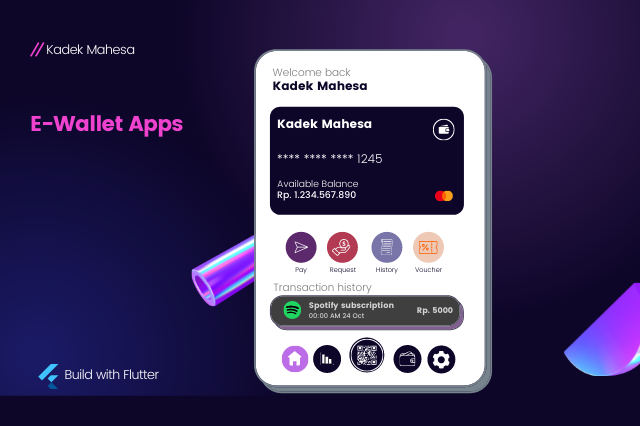 // Kadek Mahesa
E-Wallet Apps
Build with Flutter
Welcome back
Kadek Mahesa
Kadek Mahesa
**** **** **** 1245
Available Balance
Rp. 1.234.567.890
Pay Request History Voucher
Transaction history
Spotify subscription
00:00 AM 24 Oct
Rp. 5000